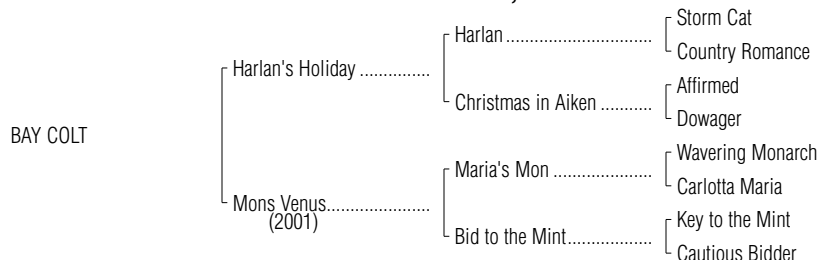 Storm Cat
Harlan ................................
Country Romance
Harlan's Holiday ...............
Affirmed
Christmas in Aiken ...........
Dowager
BAY COLT
Wavering Monarch
Maria's Mon .....................
Carlotta Maria
Mons Venus......................
(2001)
Key to the Mint
Bid to the Mint..................
Cautious Bidder